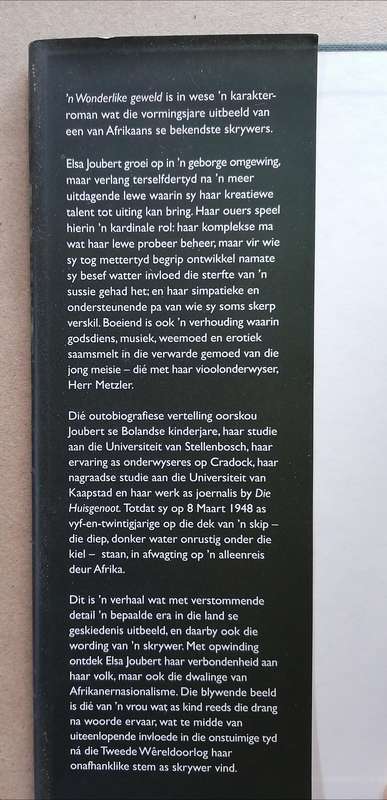 'n Wonderlike geweld is in wese 'n karakter-
roman wat die vormingsjare uitbeeld van
een van Afrikaans se bekendste skrywers.
Elsa Joubert groei op in 'n geborge omgewing,
maar verlang terselfdertyd na 'n meer
uitdagende lewe waarin sy haar kreatiewe
talent tot uiting kan bring. Haar ouers speel
hierin 'n kardinale rol: haar komplekse ma
wat haar lewe probeer beheer, maar vir wie
sy tog mettertyd begrip ontwikkel namate
sy besef watter invloed die sterfte van 'n
sussie gehad het; en haar simpatieke en
ondersteunende pa van wie sy soms skerp
verskil. Boeiend is ook 'n verhouding waarin
godsdiens, musiek, weemoed en erotiek
saamsmelt in die verwarde gemoed van die
jong meisie – dié met haar vioolonderwyser,
Herr Metzler.
Dié outobiografiese vertelling oorskou
Joubert se Bolandse kinderjare, haar studie
aan die Universiteit van Stellenbosch, haar
ervaring as onderwyseres op Cradock, haar
nagraadse studie aan die Universiteit van
Kaapstad en haar werk as joernalis by Die
Huisgenoot. Totdat sy op 8 Maart 1948 as
vyf-en-twintigjarige op die dek van 'n skip –
die diep, donker water onrustig onder die
kiel – staan, in afwagting op 'n alleenreis
deur Afrika.
Dit is 'n verhaal wat met verstommende
detail 'n bepaalde era in die land se
geskiedenis uitbeeld, en daarby ook die
wording van 'n skrywer. Met opwinding
ontdek Elsa Joubert haar verbondenheid aan
haar volk, maar ook die dwalinge van
Afrikanernasionalisme. Die blywende beeld
is dié van 'n vrou wat as kind reeds die drang
na woorde ervaar, wat te midde van
uiteenlopende invloede in die onstuimige tyd
ná die Tweede Wêreldoorlog haar
onafhanklike stem as skrywer vind.